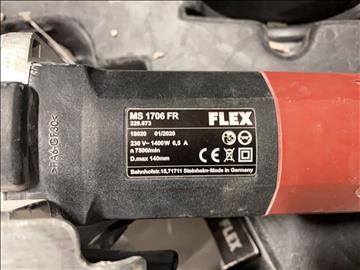 MS 1706 FR
FLEX
329.673
18020 01/2020
230 V~ 1400W 6,5 A
n 7500/min
D.max 140mm
Bahnhofstr.15,71711 Steinheim-Made in Germany
FLEX